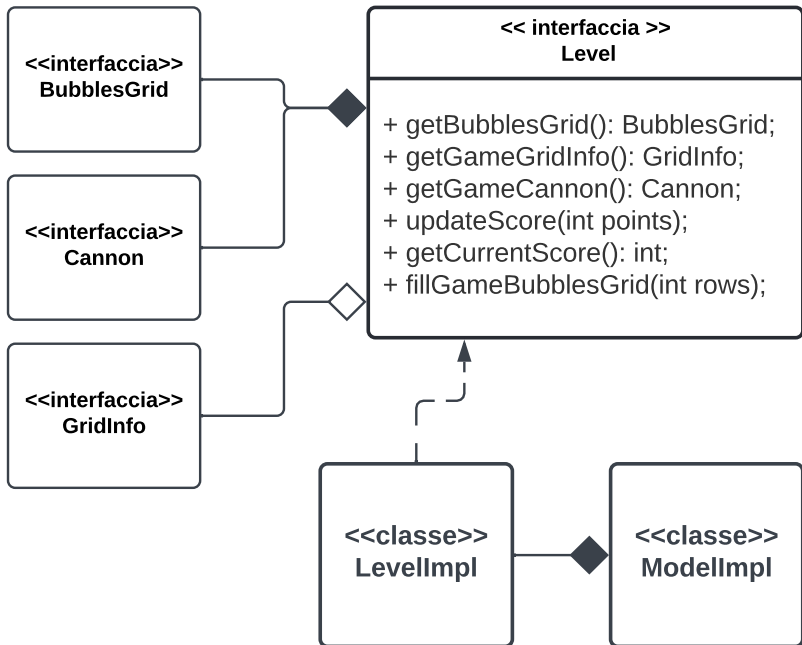 <<interfaccia>>
BubblesGrid
<<interfaccia>>
Cannon
<<interfaccia>>
GridInfo
<< interfaccia >>
Level
+ getBubblesGrid(): BubblesGrid;
+ getGameGridInfo(): GridInfo;
+ getGameCannon(): Cannon;
+ updateScore(int points);
+ getCurrentScore(): int;
+ fillGameBubblesGrid(int rows);
<<classe>>
LevelImpl
<<classe>>
ModelImpl